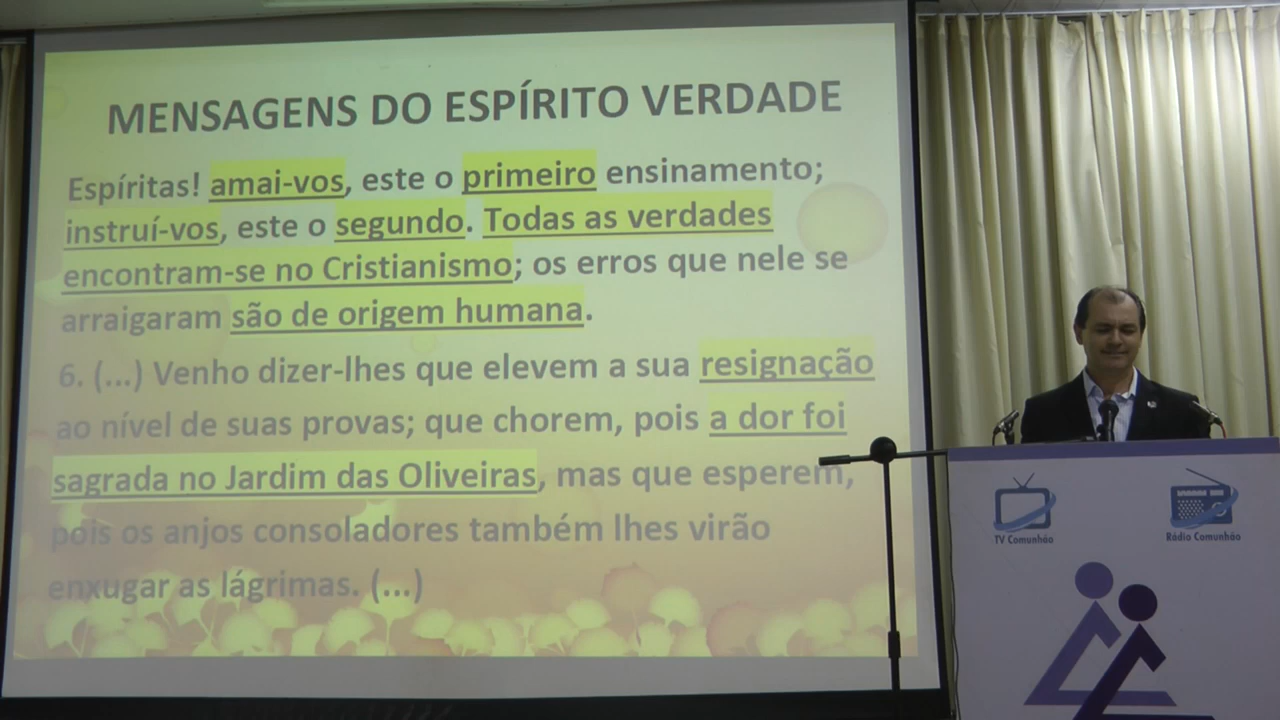 MENSAGENS DO ESPÍRITO VERDADE
Espíritas! amai-vos, este o primeiro ensinamento;
instruí-vos, este o segundo. Todas as verdades
encontram-se no Cristianismo; os erros que nele se
arraigaram são de origem humana.
6. (...) Venho dizer-lhes que elevem a sua resignação
ao nível de suas provas; que chorem, pois a dor foi
sagrada no Jardim das Oliveiras, mas que esperem,
pois os anjos consoladores também lhes virão
enxugar as lágrimas. (...)
TV Comunhão
Rádio Comunhão